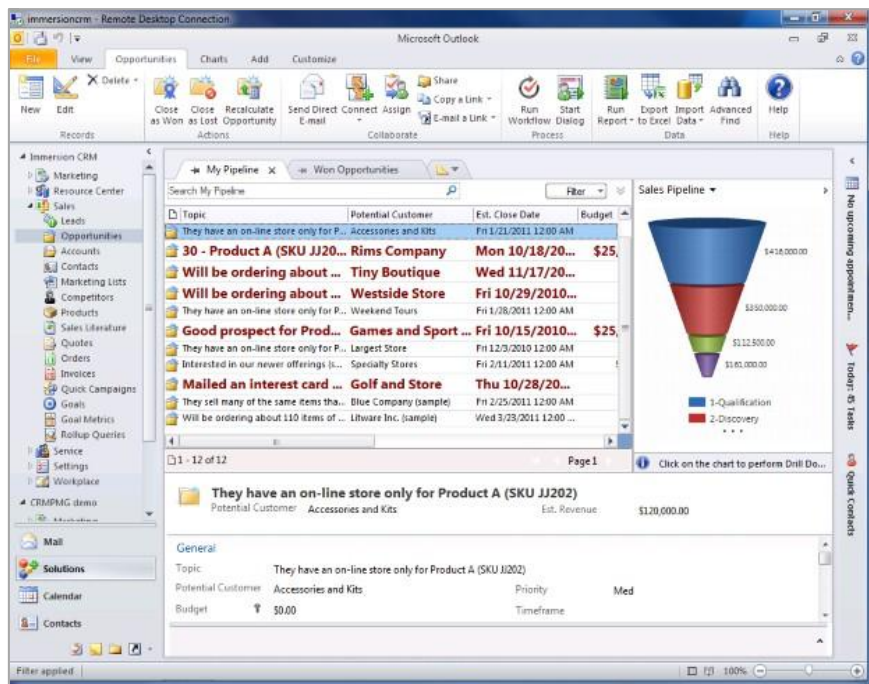 immersioncrm - Remote Desktop Connection
Microsoft Outlook
File View Opportunities Charts Add Customize
New Edit Delete
Close as Won Close as Lost Recalculate Opportunity
Send Direct E-mail Connect Assign Share Copy a Link E-mail a Link
Run Workflow Start Dialog
Run Report Export to Excel Import Data Advanced Find
Help
Records Actions Collaborate Process Data Help
Immersion CRM
Marketing
Resource Center
Sales
Leads
Opportunities
Accounts
Contacts
Marketing Lists
Competitors
Products
Sales Literature
Quotes
Orders
Invoices
Quick Campaigns
Goals
Goal Metrics
Rollup Queries
Service
Settings
Workplace
CRMPMG demo
Mail
Solutions
Calendar
Contacts
My Pipeline x Won Opportunities
Search My Pipeline Filter
Topic Potential Customer Est. Close Date Budget
They have an on-line store only for P... Accessories and Kits Fri 1/21/2011 12:00 AM
30 - Product A (SKU JJ20... Rims Company Mon 10/18/20... $25,
Will be ordering about ... Tiny Boutique Wed 11/17/20...
Will be ordering about ... Westside Store Fri 10/29/2010...
They have an on-line store only for P... Weekend Tours Fri 1/28/2011 12:00 AM
Good prospect for Prod... Games and Sport ... Fri 10/15/2010... $25,
They have an on-line store only for P... Largest Store Fri 12/3/2010 12:00 AM
Interested in our newer offerings (s... Specialty Stores Fri 2/11/2011 12:00 AM
Mailed an interest card ... Golf and Store Thu 10/28/20...
They sell many of the same items tha... Blue Company (sample) Fri 2/25/2011 12:00 AM
Will be ordering about 110 items of ... Litware Inc. (sample) Wed 3/23/2011 12:00 ...
1 - 12 of 12 Page 1
Sales Pipeline
$416,000.00
$350,000.00
$112,500.00
$161,000.00
1-Qualification
2-Discovery
Click on the chart to perform Drill Do...
They have an on-line store only for Product A (SKU JJ202)
Potential Customer Accessories and Kits Est. Revenue $120,000.00
General
Topic They have an on-line store only for Product A (SKU JJ202)
Potential Customer Accessories and Kits Priority Med
Budget $0.00 Timeframe
No upcoming appointmen...
Today: 45 Tasks
Quick Contacts
Filter applied 100%